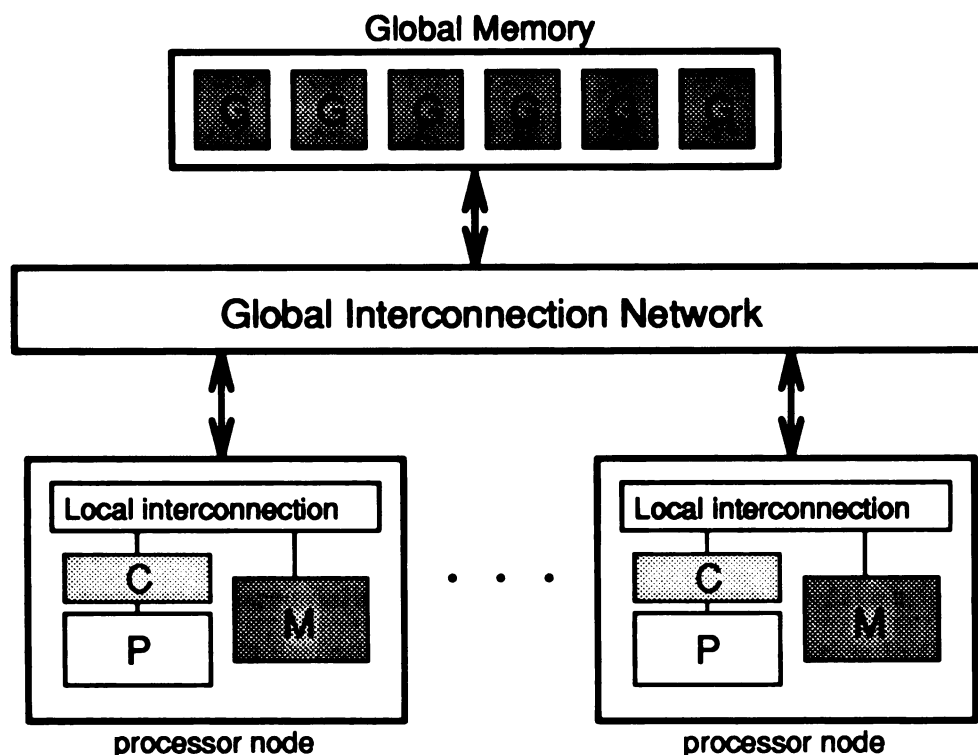 Global Memory
G G G G G G
Global Interconnection Network
Local interconnection
C
M
P
processor node
. . .
Local interconnection
C
M
P
processor node